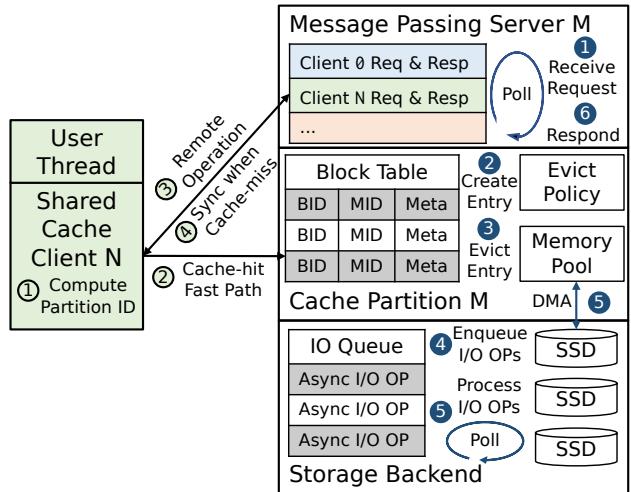 Message Passing Server M
Client 0 Req & Resp
Client N Req & Resp
...
Poll
1
Receive
Request
6
Respond
User
Thread
Shared
Cache
Client N
1 Compute
Partition ID
3 Remote
Operation
4 Sync when
Cache-miss
2 Cache-hit
Fast Path
Block Table
BID MID Meta
BID MID Meta
BID MID Meta
2
Create
Entry
3
Evict
Entry
Evict
Policy
Memory
Pool
Cache Partition M
DMA 5
IO Queue
Async I/O OP
Async I/O OP
Async I/O OP
4 Enqueue
I/O OPs
5 Process
I/O OPs
Poll
SSD
SSD
SSD
Storage Backend